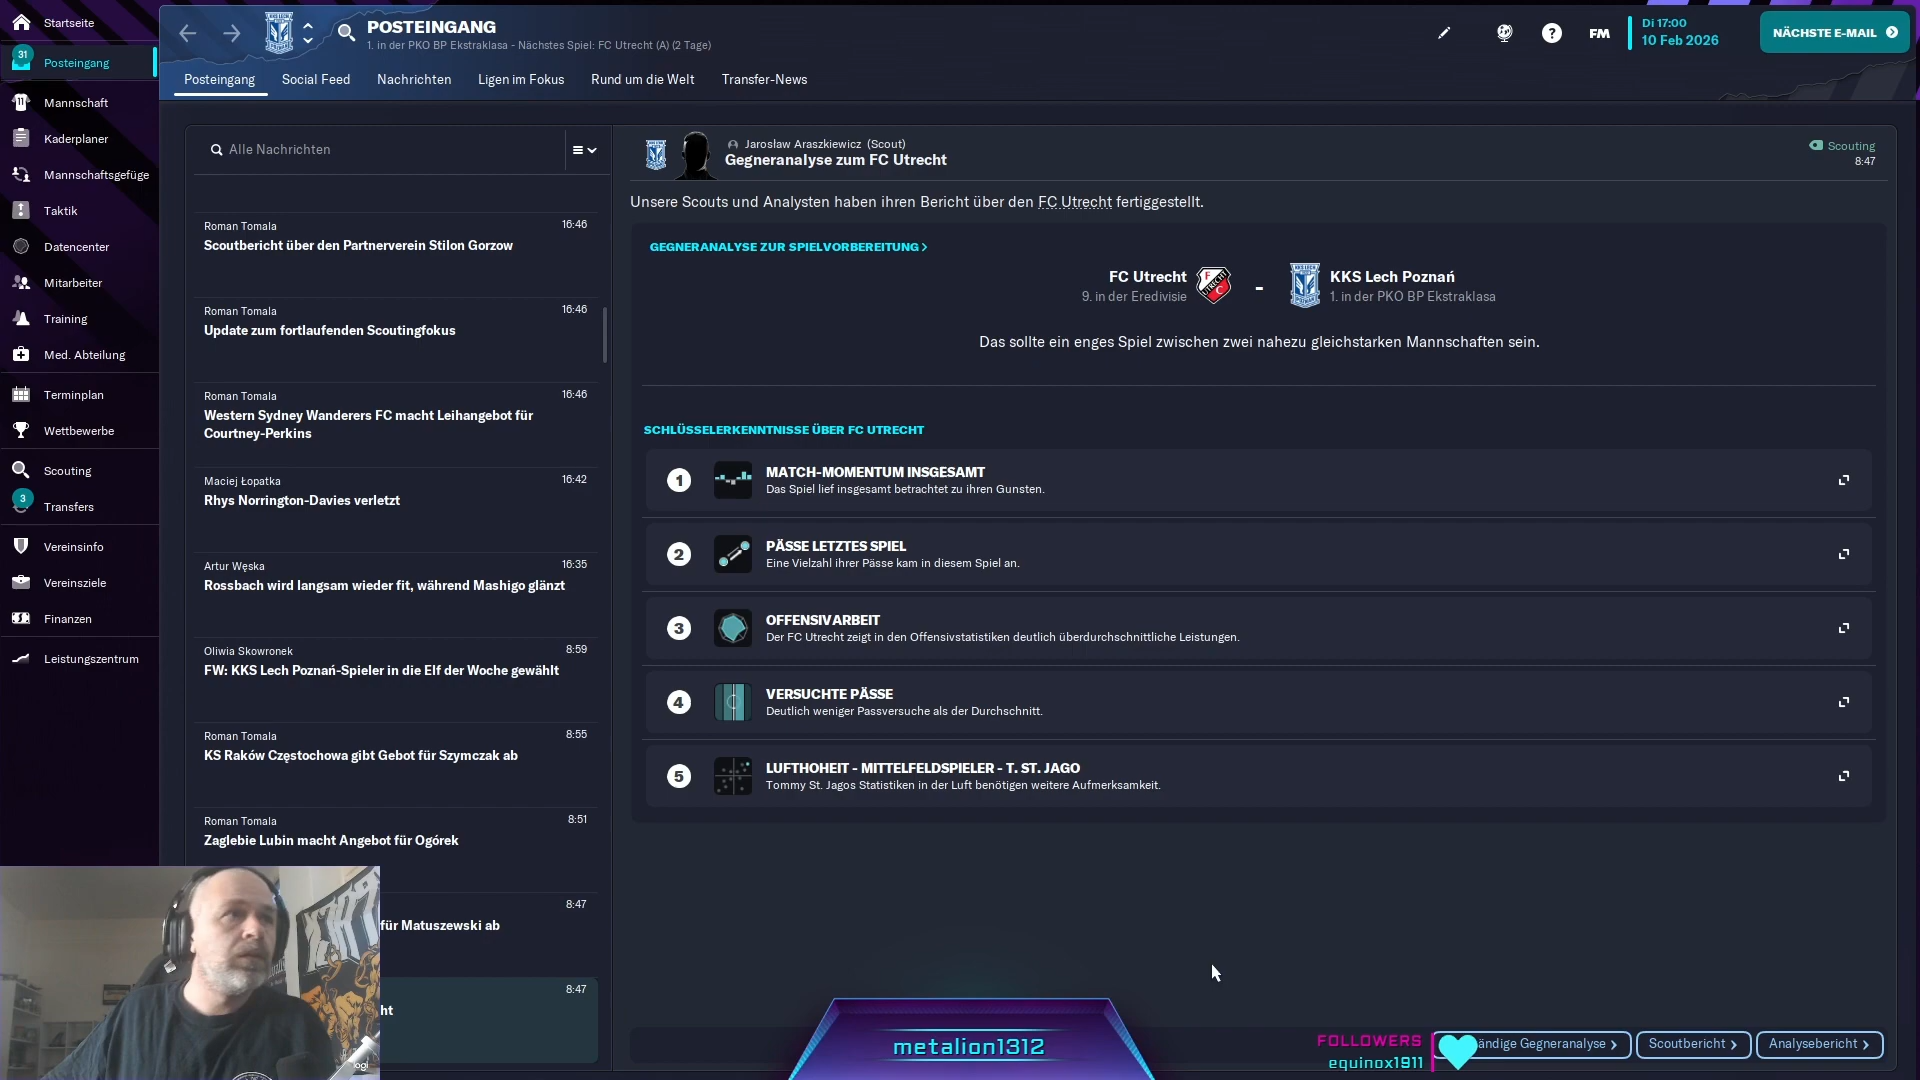 Startseite
31
Posteingang
Mannschaft
Kaderplaner
Mannschaftsgefüge
Taktik
Datencenter
Mitarbeiter
Training
Med. Abteilung
Terminplan
Wettbewerbe
Scouting
3
Transfers
Vereinsinfo
Vereinsziele
Finanzen
Leistungszentrum
POSTEINGANG
1. in der PKO BP Ekstraklasa - Nächstes Spiel: FC Utrecht (A) (2 Tage)
FM
Di 17:00
10 Feb 2026
NÄCHSTE E-MAIL
Posteingang
Social Feed
Nachrichten
Ligen im Fokus
Rund um die Welt
Transfer-News
Alle Nachrichten
Roman Tomala
16:46
Scoutbericht über den Partnerverein Stilon Gorzow
Roman Tomala
16:46
Update zum fortlaufenden Scoutingfokus
Roman Tomala
16:46
Western Sydney Wanderers FC macht Leihangebot für
Courtney-Perkins
Maciej Łopatka
16:42
Rhys Norrington-Davies verletzt
Artur Węska
16:35
Rossbach wird langsam wieder fit, während Mashigo glänzt
Oliwia Skowronek
8:59
FW: KKS Lech Poznań-Spieler in die Elf der Woche gewählt
Roman Tomala
8:55
KS Raków Częstochowa gibt Gebot für Szymczak ab
Roman Tomala
8:51
Zaglebie Lubin macht Angebot für Ogórek
8:47
für Matuszewski ab
8:47
ht
Jaroslaw Araszkiewicz (Scout)
Gegneranalyse zum FC Utrecht
Scouting
8:47
Unsere Scouts und Analysten haben ihren Bericht über den FC Utrecht fertiggestellt.
GEGNERANALYSE ZUR SPIELVORBEREITUNG >
FC Utrecht
9. in der Eredivisie
-
KKS Lech Poznań
1. in der PKO BP Ekstraklasa
Das sollte ein enges Spiel zwischen zwei nahezu gleichstarken Mannschaften sein.
SCHLÜSSELERKENNTNISSE ÜBER FC UTRECHT
1
MATCH-MOMENTUM INSGESAMT
Das Spiel lief insgesamt betrachtet zu ihren Gunsten.
2
PÄSSE LETZTES SPIEL
Eine Vielzahl ihrer Pässe kam in diesem Spiel an.
3
OFFENSIVARBEIT
Der FC Utrecht zeigt in den Offensivstatistiken deutlich überdurchschnittliche Leistungen.
4
VERSUCHTE PÄSSE
Deutlich weniger Passversuche als der Durchschnitt.
5
LUFTHOHEIT - MITTELFELDSPIELER - T. ST. JAGO
Tommy St. Jagos Statistiken in der Luft benötigen weitere Aufmerksamkeit.
ändige Gegneranalyse >
Scoutbericht >
Analysebericht >
metalion1312
FOLLOWERS
equinox1911
logi